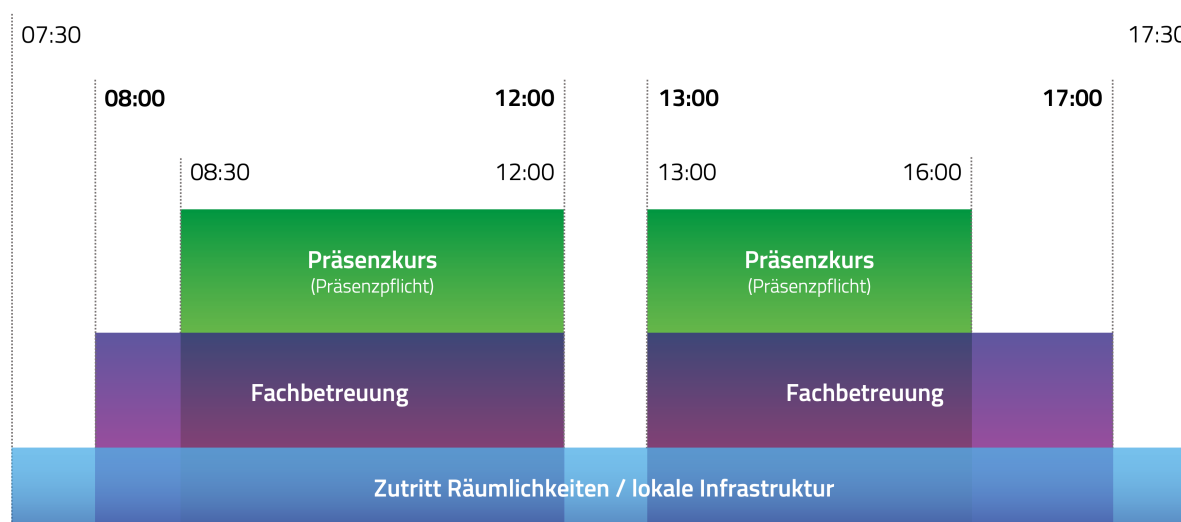 07:30 17:30
08:00 12:00 13:00 17:00
08:30 12:00 13:00 16:00
Präsenzkurs Präsenzkurs
(Präsenzpflicht) (Präsenzpflicht)
Fachbetreuung Fachbetreuung
Zutritt Räumlichkeiten / lokale Infrastruktur